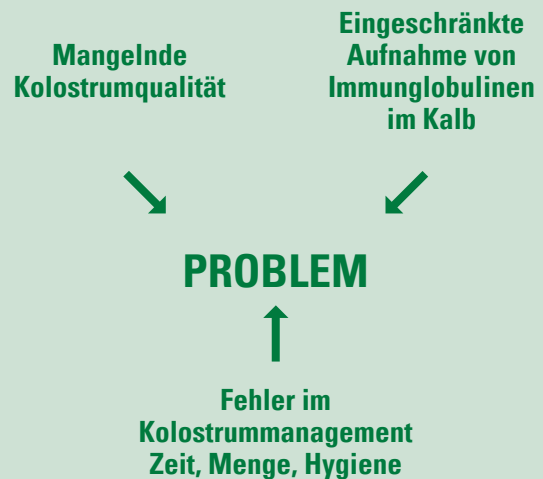 Mangelnde
Kolostrumqualität
Eingeschränkte
Aufnahme von
Immunglobulinen
im Kalb
PROBLEM
Fehler im
Kolostrummanagement
Zeit, Menge, Hygiene